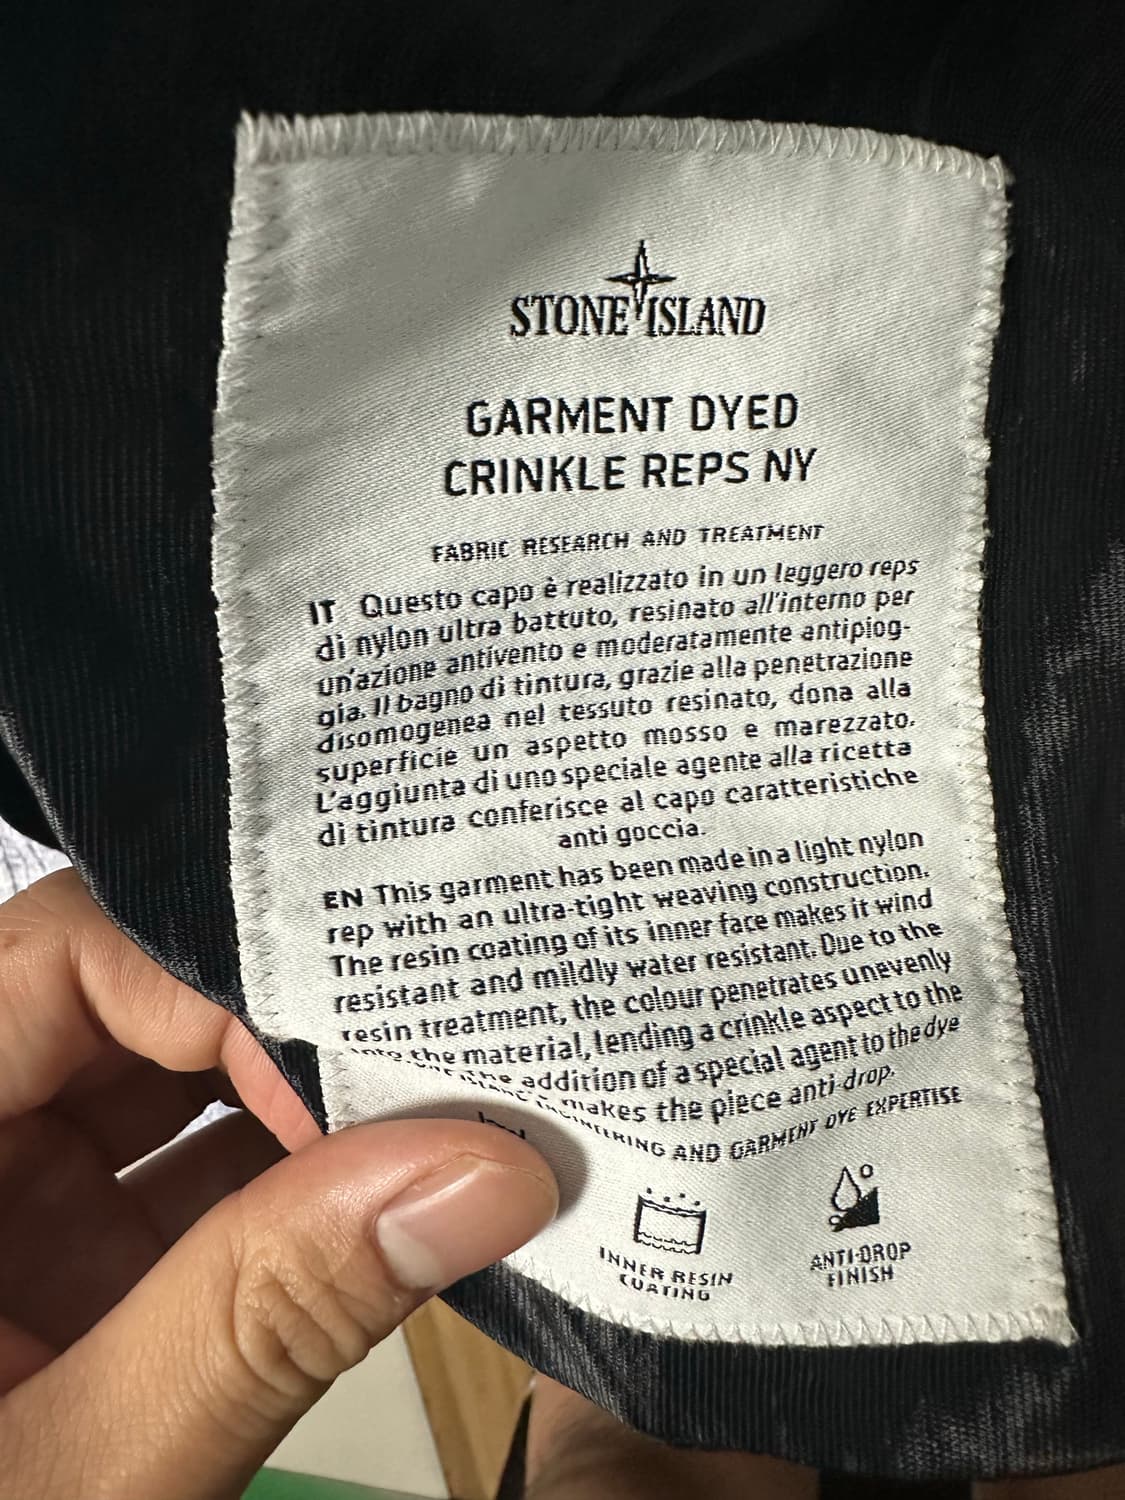 STONE ISLAND
GARMENT DYED
CRINKLE REPS NY
FABRIC RESEARCH AND TREATMENT
IT Questo capo è realizzato in un leggero reps
di nylon ultra battuto, resinato all'interno per
un'azione antivento e moderatamente antipiog-
gia. Il bagno di tintura, grazie alla penetrazione
disomogenea nel tessuto resinato, dona alla
superficie un aspetto mosso e marezzato.
L'aggiunta di uno speciale agente alla ricetta
di tintura conferisce al capo caratteristiche
anti goccia.
EN This garment has been made in a light nylon
rep with an ultra-tight weaving construction.
The resin coating of its inner face makes it wind
resistant and mildly water resistant. Due to the
resin treatment, the colour penetrates unevenly
into the material, lending a crinkle aspect to the
The addition of a special agent to the dye
makes the piece anti-drop.
AND GARMENT DYE EXPERTISE
INNER RESIN
COATING
ANTI-DROP
FINISH